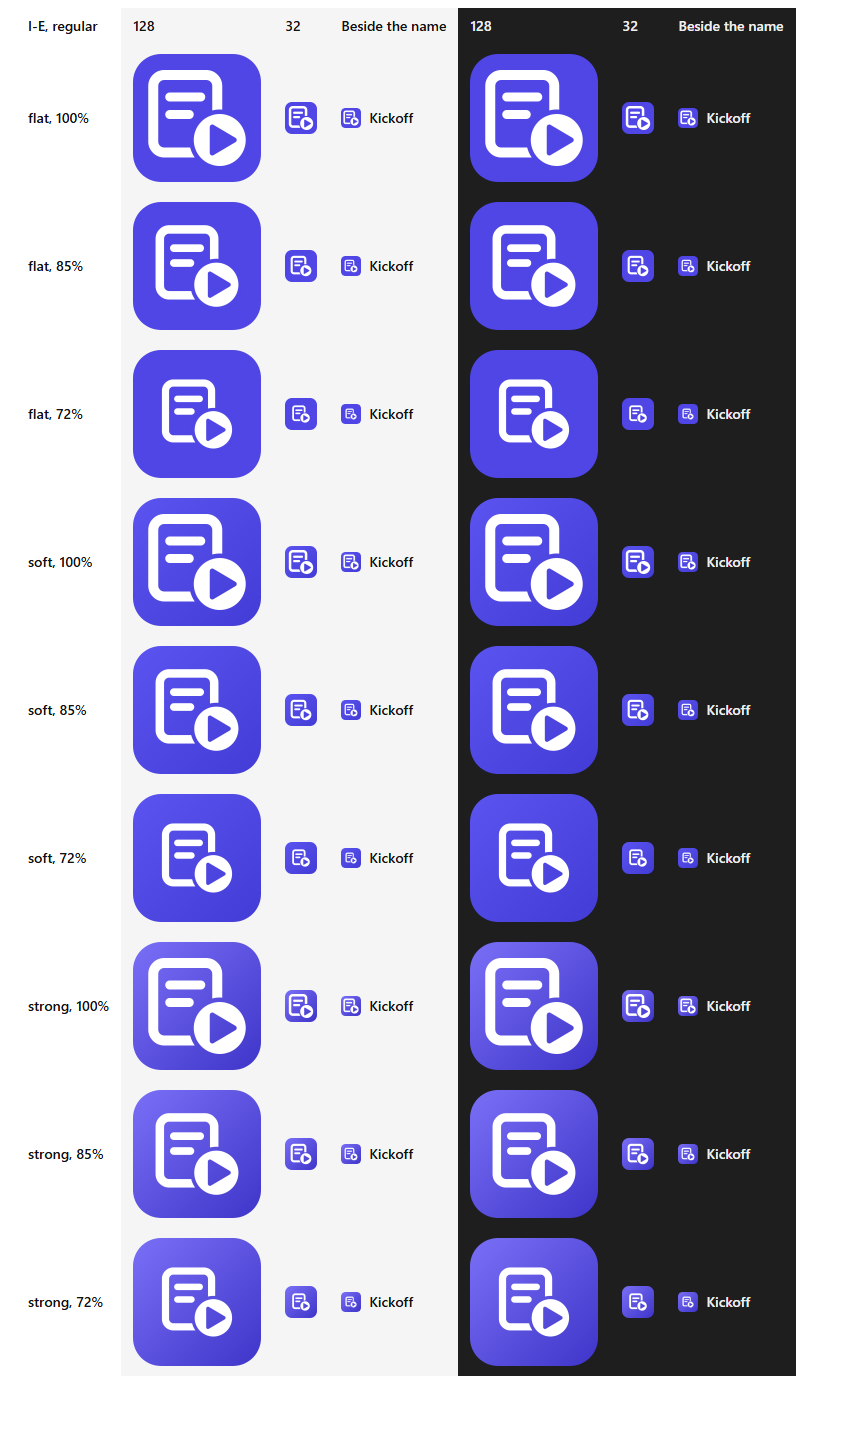 I-E, regular 128 32 Beside the name 128 32 Beside the name
flat, 100% Kickoff Kickoff
flat, 85% Kickoff Kickoff
flat, 72% Kickoff Kickoff
soft, 100% Kickoff Kickoff
soft, 85% Kickoff Kickoff
soft, 72% Kickoff Kickoff
strong, 100% Kickoff Kickoff
strong, 85% Kickoff Kickoff
strong, 72% Kickoff Kickoff